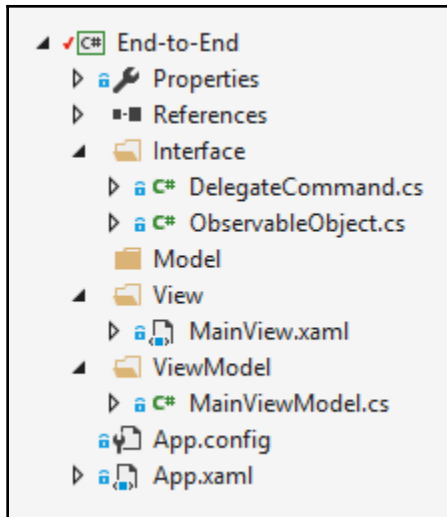 C# End-to-End
Properties
References
Interface
C# DelegateCommand.cs
C# ObservableObject.cs
Model
View
MainView.xaml
ViewModel
C# MainViewModel.cs
App.config
App.xaml